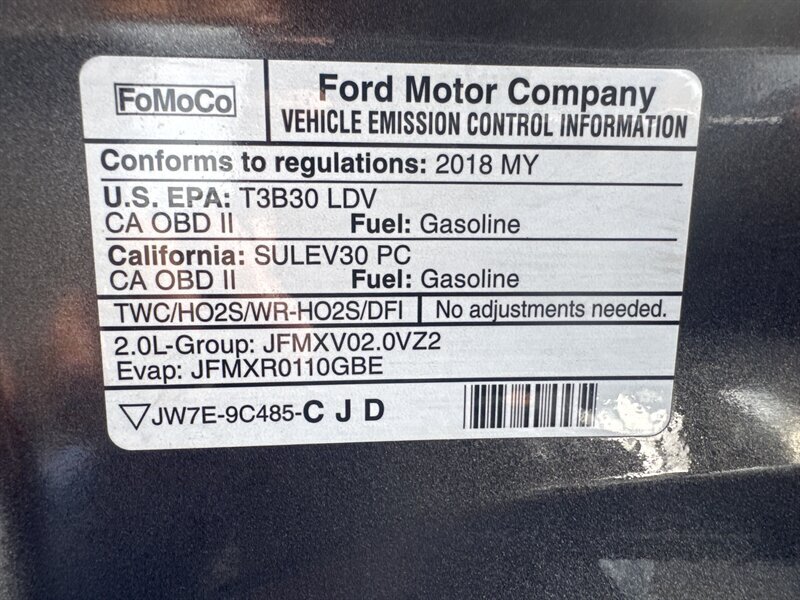 FoMoCo
Ford Motor Company
VEHICLE EMISSION CONTROL INFORMATION
Conforms to regulations: 2018 MY
U.S. EPA: T3B30 LDV
CA OBD II Fuel: Gasoline
California: SULEV30 PC
CA OBD II Fuel: Gasoline
TWC/HO2S/WR-HO2S/DFI No adjustments needed.
2.0L-Group: JFMXV02.0VZ2
Evap: JFMXR0110GBE
JW7E-9C485-C J D